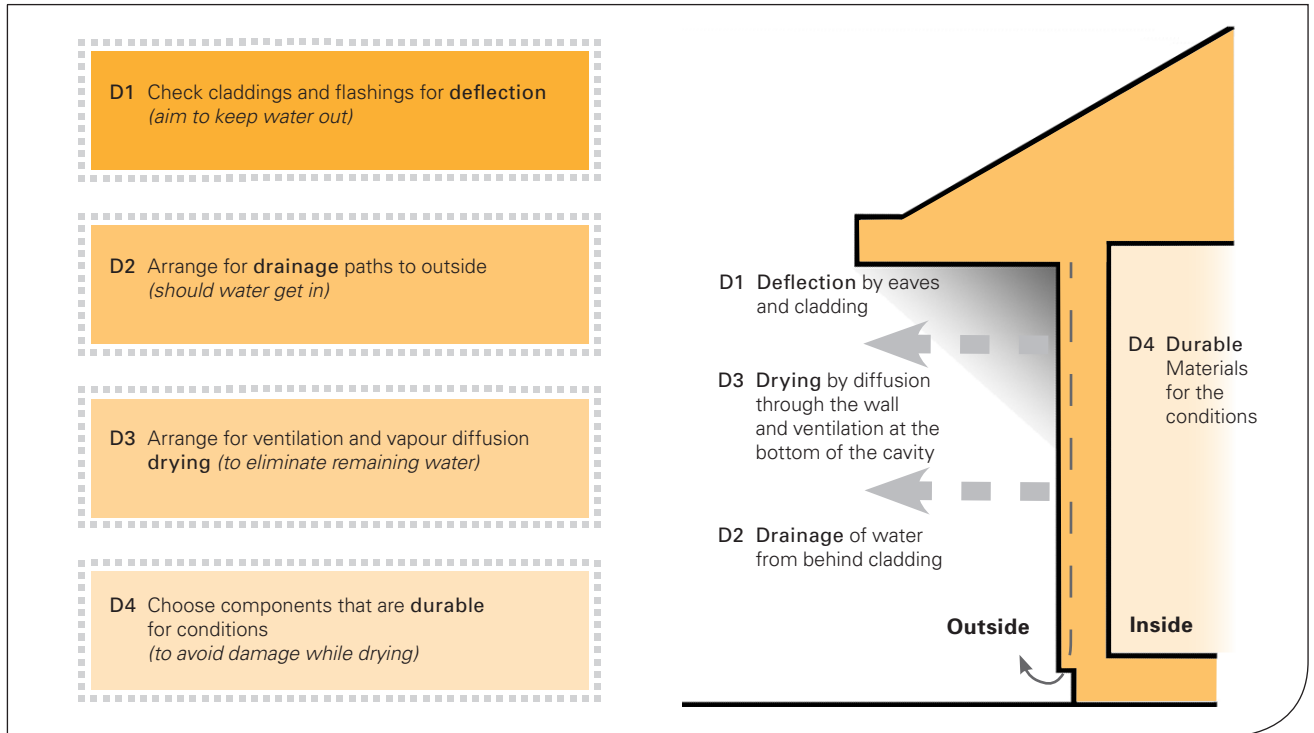 D1 Check claddings and flashings for deflection
(aim to keep water out)
D2 Arrange for drainage paths to outside
(should water get in)
D3 Arrange for ventilation and vapour diffusion
drying (to eliminate remaining water)
D4 Choose components that are durable
for conditions
(to avoid damage while drying)
D1 Deflection by eaves
and cladding
D3 Drying by diffusion
through the wall
and ventilation at the
bottom of the cavity
D2 Drainage of water
from behind cladding
D4 Durable
Materials
for the
conditions
Outside
Inside